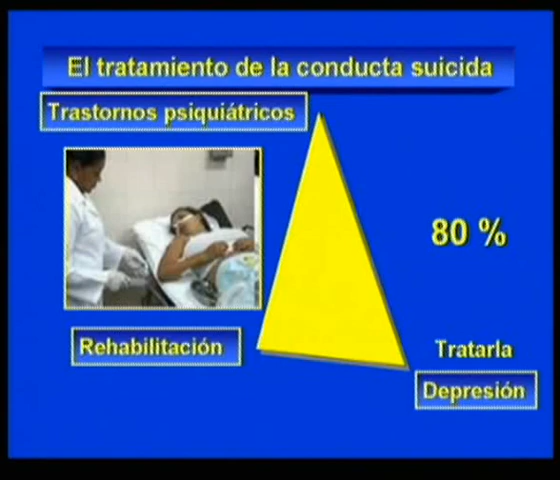 El tratamiento de la conducta suicida
Trastornos psiquiátricos
80 %
Rehabilitación
Tratarla
Depresión